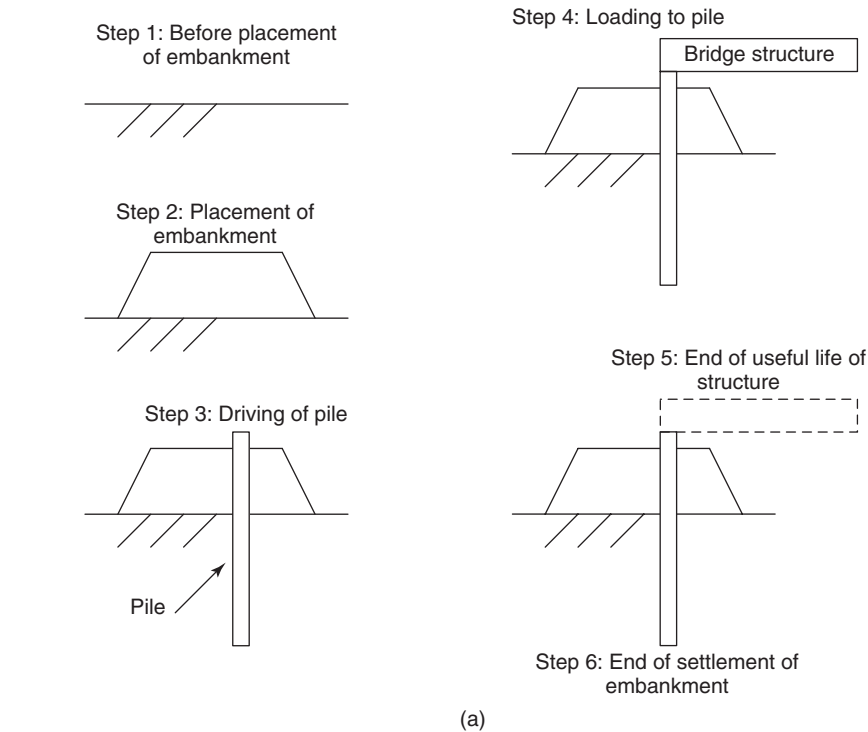 Step 1: Before placement
of embankment
Step 2: Placement of
embankment
Step 3: Driving of pile
Pile
Step 4: Loading to pile
Bridge structure
Step 5: End of useful life of
structure
Step 6: End of settlement of
embankment
(a)